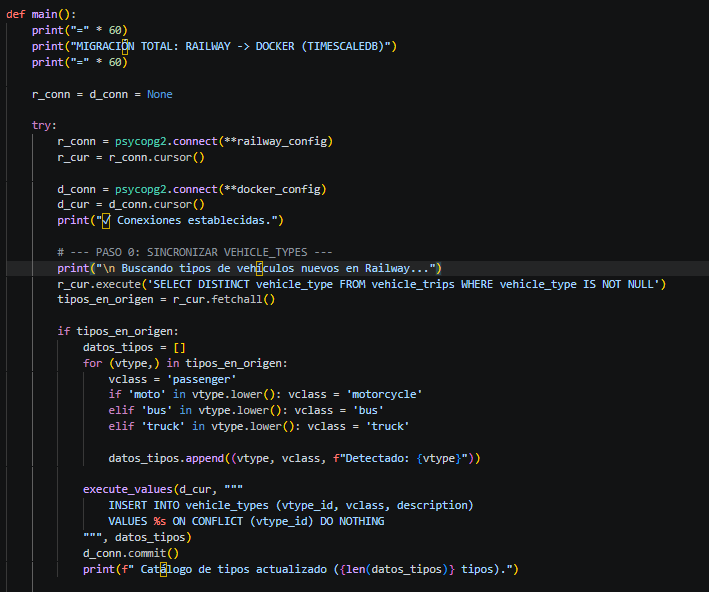 def main():
    print("=" * 60)
    print("MIGRACIÓN TOTAL: RAILWAY -> DOCKER (TIMESCALEDB)")
    print("=" * 60)

    r_conn = d_conn = None

    try:
        r_conn = psycopg2.connect(**railway_config)
        r_cur = r_conn.cursor()

        d_conn = psycopg2.connect(**docker_config)
        d_cur = d_conn.cursor()
        print("√ Conexiones establecidas.")

        # --- PASO 0: SINCRONIZAR VEHICLE_TYPES ---
        print("\n Buscando tipos de vehículos nuevos en Railway...")
        r_cur.execute('SELECT DISTINCT vehicle_type FROM vehicle_trips WHERE vehicle_type IS NOT NULL')
        tipos_en_origen = r_cur.fetchall()

        if tipos_en_origen:
            datos_tipos = []
            for (vtype,) in tipos_en_origen:
                vclass = 'passenger'
                if 'moto' in vtype.lower(): vclass = 'motorcycle'
                elif 'bus' in vtype.lower(): vclass = 'bus'
                elif 'truck' in vtype.lower(): vclass = 'truck'

                datos_tipos.append((vtype, vclass, f"Detectado: {vtype}"))

            execute_values(d_cur, """
                INSERT INTO vehicle_types (vtype_id, vclass, description)
                VALUES %s ON CONFLICT (vtype_id) DO NOTHING
            """, datos_tipos)
            d_conn.commit()
            print(f" Catálogo de tipos actualizado ({len(datos_tipos)} tipos).")